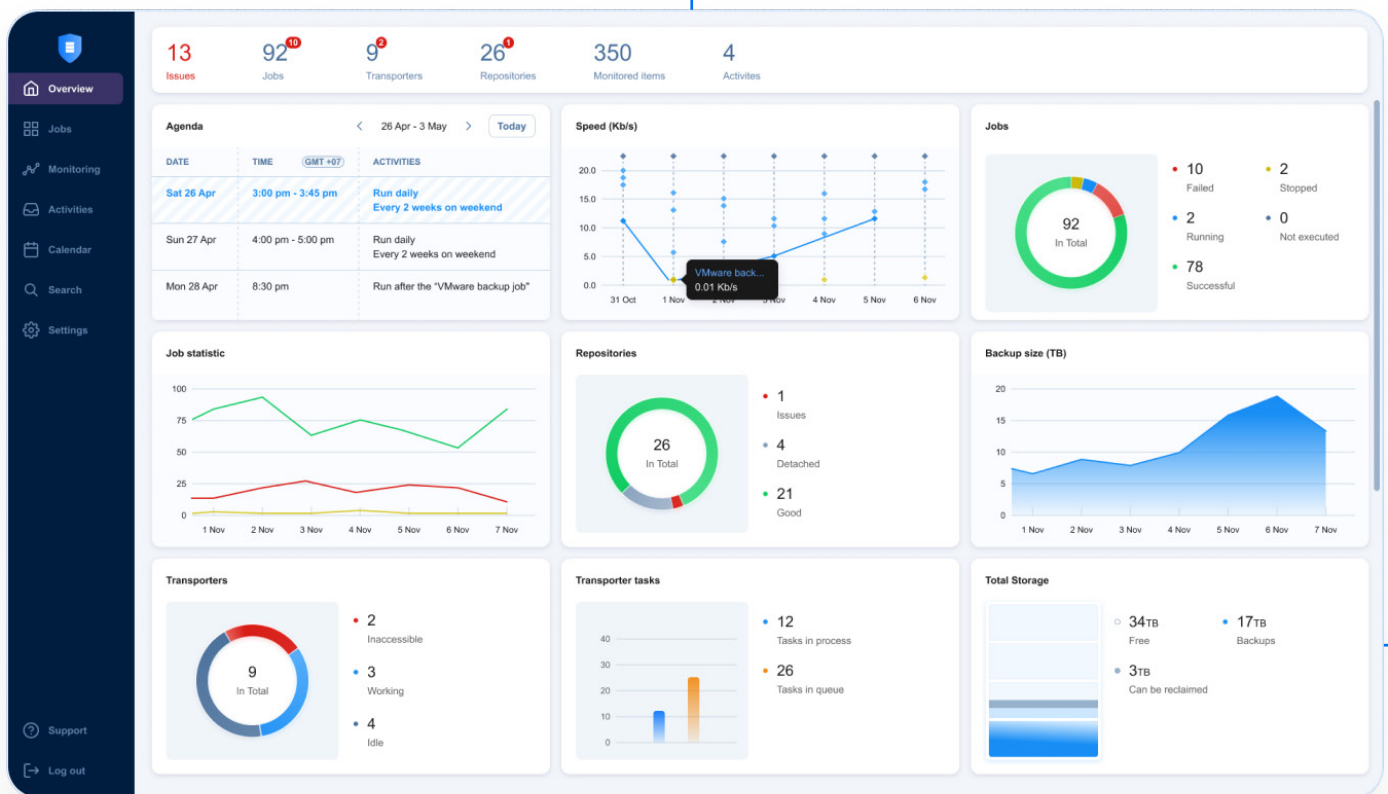 13
Issues
92 10
Jobs
9 2
Transporters
26 1
Repositories
350
Monitored items
4
Activites
Overview
Jobs
Monitoring
Activities
Calendar
Search
Settings
Support
Log out
Agenda
26 Apr - 3 May
Today
DATE TIME GMT +07 ACTIVITIES
Sat 26 Apr 3:00 pm - 3:45 pm Run daily
Every 2 weeks on weekend
Sun 27 Apr 4:00 pm - 5:00 pm Run daily
Every 2 weeks on weekend
Mon 28 Apr 8:30 pm Run after the "VMware backup job"
Speed (Kb/s)
20.0
15.0
10.0
5.0
0.0
VMware back...
0.01 Kb/s
31 Oct 1 Nov 2 Nov 3 Nov 4 Nov 5 Nov 6 Nov
Jobs
92
In Total
10
Failed
2
Stopped
2
Running
0
Not executed
78
Successful
Job statistic
100
75
50
25
0
1 Nov 2 Nov 3 Nov 4 Nov 5 Nov 6 Nov 7 Nov
Repositories
26
In Total
1
Issues
4
Detached
21
Good
Backup size (TB)
20
15
10
5
0
1 Nov 2 Nov 3 Nov 4 Nov 5 Nov 6 Nov 7 Nov
Transporters
9
In Total
2
Inaccessible
3
Working
4
Idle
Transporter tasks
40
30
20
10
0
12
Tasks in process
26
Tasks in queue
Total Storage
34TB
Free
17TB
Backups
3TB
Can be reclaimed